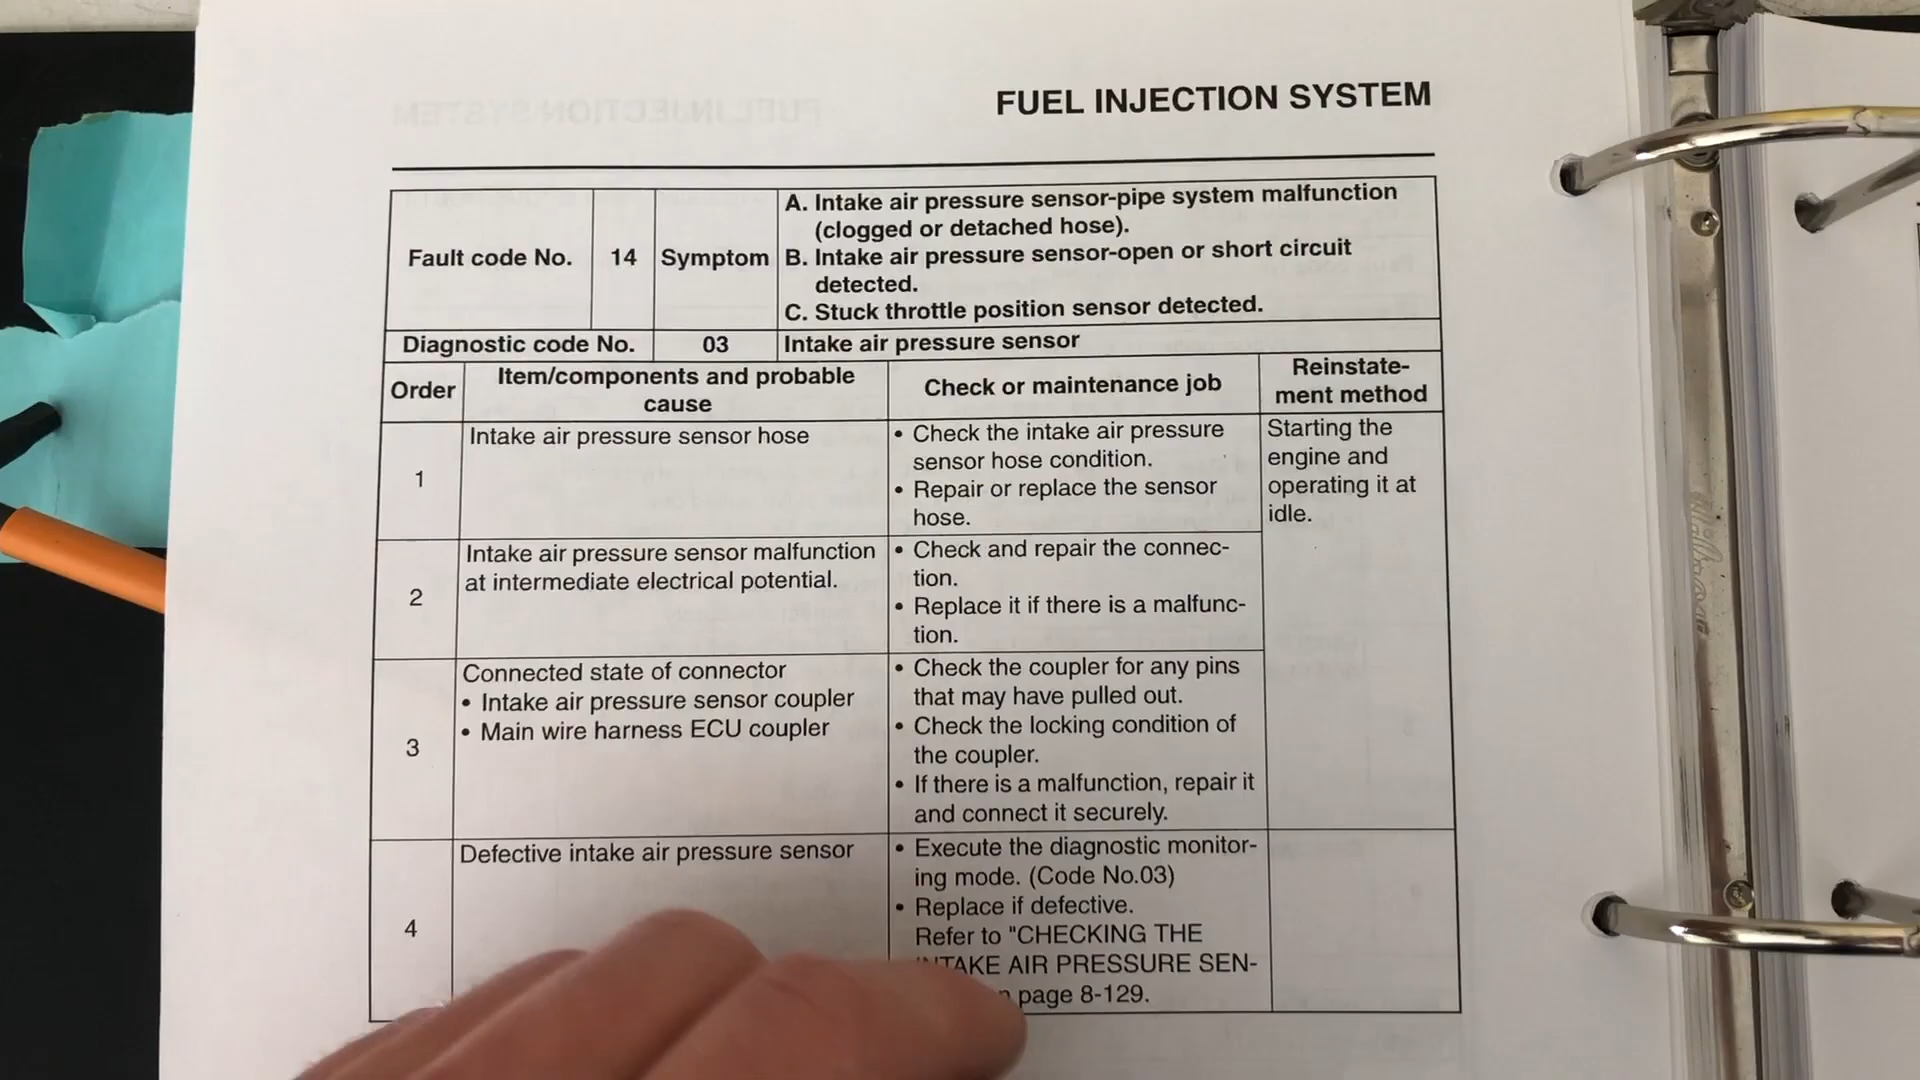 FUEL INJECTION SYSTEM
Fault code No.
14
Symptom
A. Intake air pressure sensor-pipe system malfunction
(clogged or detached hose).
B. Intake air pressure sensor-open or short circuit
detected.
C. Stuck throttle position sensor detected.
Diagnostic code No.
03
Intake air pressure sensor
Order
Item/components and probable
cause
Check or maintenance job
Reinstate-
ment method
1
Intake air pressure sensor hose
• Check the intake air pressure
sensor hose condition.
• Repair or replace the sensor
hose.
Starting the
engine and
operating it at
idle.
2
Intake air pressure sensor malfunction
at intermediate electrical potential.
• Check and repair the connec-
tion.
• Replace it if there is a malfunc-
tion.
3
Connected state of connector
• Intake air pressure sensor coupler
• Main wire harness ECU coupler
• Check the coupler for any pins
that may have pulled out.
• Check the locking condition of
the coupler.
• If there is a malfunction, repair it
and connect it securely.
4
Defective intake air pressure sensor
• Execute the diagnostic monitor-
ing mode. (Code No.03)
• Replace if defective.
Refer to "CHECKING THE
INTAKE AIR PRESSURE SEN-
page 8-129.